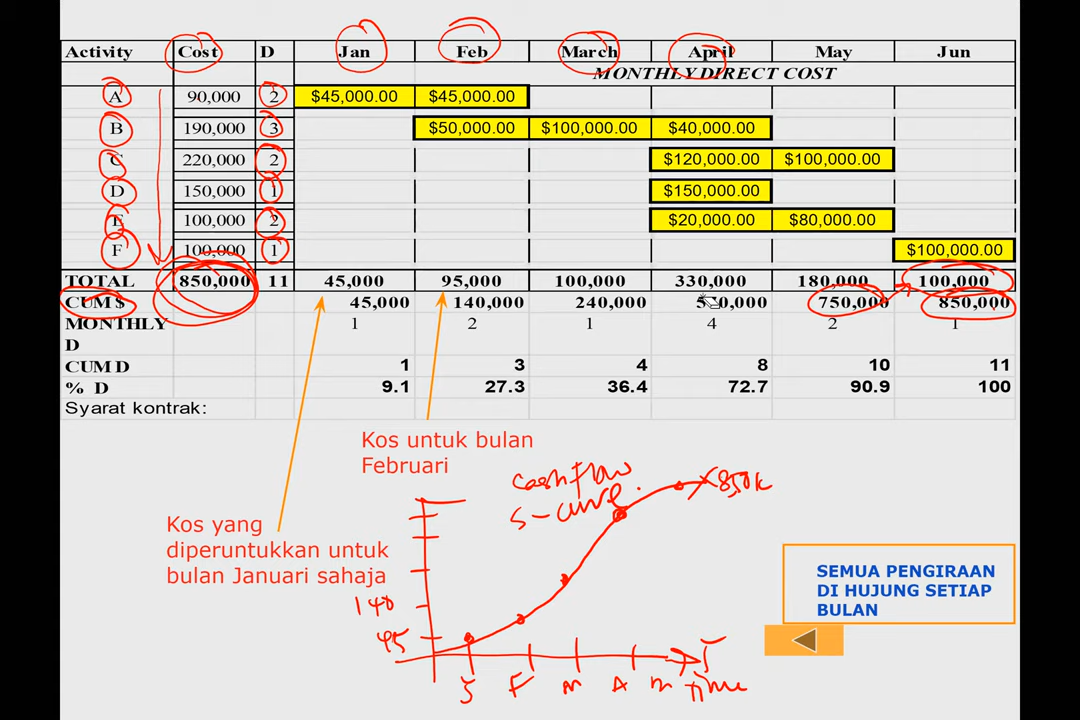 Activity Cost D Jan Feb March April May Jun
MONTHLY DIRECT COST
A 90,000 2 $45,000.00 $45,000.00
B 190,000 3 $50,000.00 $100,000.00 $40,000.00
C 220,000 2 $120,000.00 $100,000.00
D 150,000 1 $150,000.00
E 100,000 2 $20,000.00 $80,000.00
F 100,000 1 $100,000.00
TOTAL 850,000 11 45,000 95,000 100,000 330,000 180,000 100,000
CUM $ 45,000 140,000 240,000 750,000 850,000
MONTHLY 1 2 1 4 2 1
D
CUM D 1 3 4 8 10 11
% D 9.1 27.3 36.4 72.7 90.9 100
Syarat kontrak:
Kos untuk bulan
Februari
Kos yang
diperuntukkan untuk
bulan Januari sahaja
cashflow
s-curve
850k
140
45
J F M A M Time
SEMUA PENGIRAAN
DI HUJUNG SETIAP
BULAN